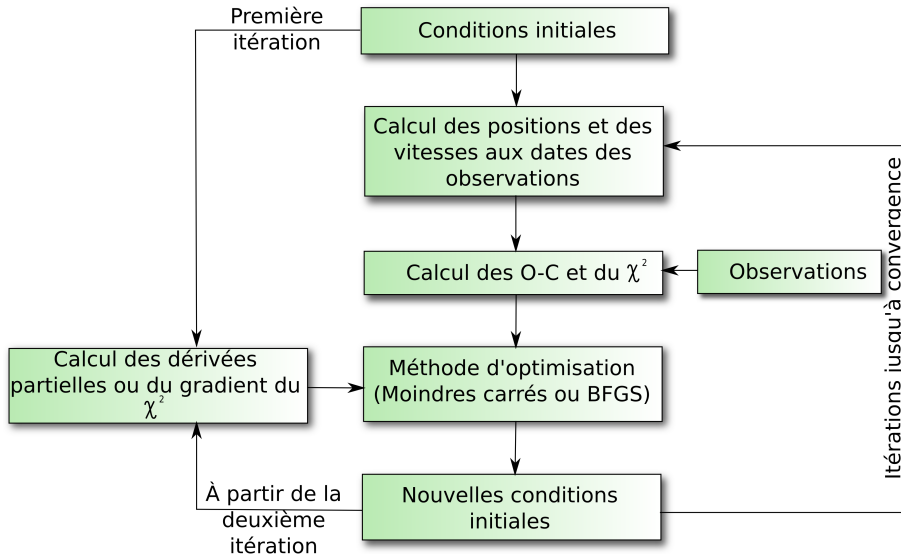 Première
itération
Conditions initiales
Calcul des positions et des
vitesses aux dates des
observations
Calcul des O-C et du χ²
Observations
Itérations jusqu'à convergence
Calcul des dérivées
partielles ou du gradient du
χ²
Méthode d'optimisation
(Moindres carrés ou BFGS)
À partir de la
deuxième
itération
Nouvelles conditions
initiales